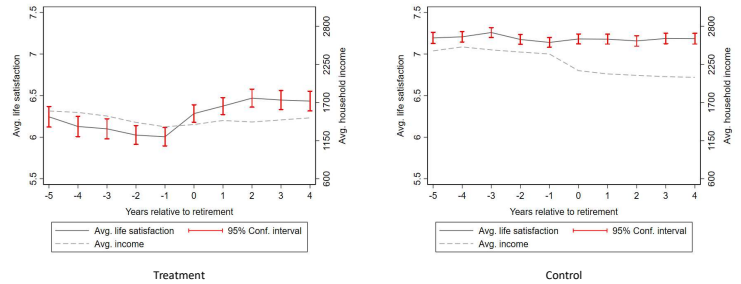 7.5
7
6.5
6
5.5
Avg. life satisfaction
2800
2250
1700
1150
600
Avg. household income
-5 -4 -3 -2 -1 0 1 2 3 4
Years relative to retirement
Avg. life satisfaction 95% Conf. interval
Avg. income
Treatment
7.5
7
6.5
6
5.5
Avg. life satisfaction
2800
2250
1700
1150
600
Avg. household income
-5 -4 -3 -2 -1 0 1 2 3 4
Years relative to retirement
Avg. life satisfaction 95% Conf. interval
Avg. income
Control